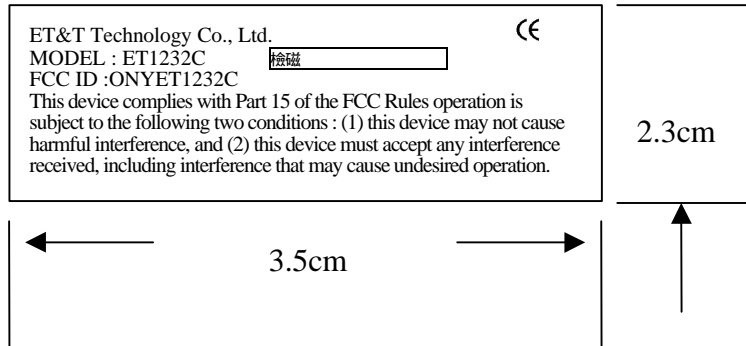 ET&T Technology Co., Ltd. CE
MODEL : ET1232C 檢磁
FCC ID :ONYET1232C
This device complies with Part 15 of the FCC Rules operation is
subject to the following two conditions : (1) this device may not cause
harmful interference, and (2) this device must accept any interference
received, including interference that may cause undesired operation.
2.3cm
3.5cm